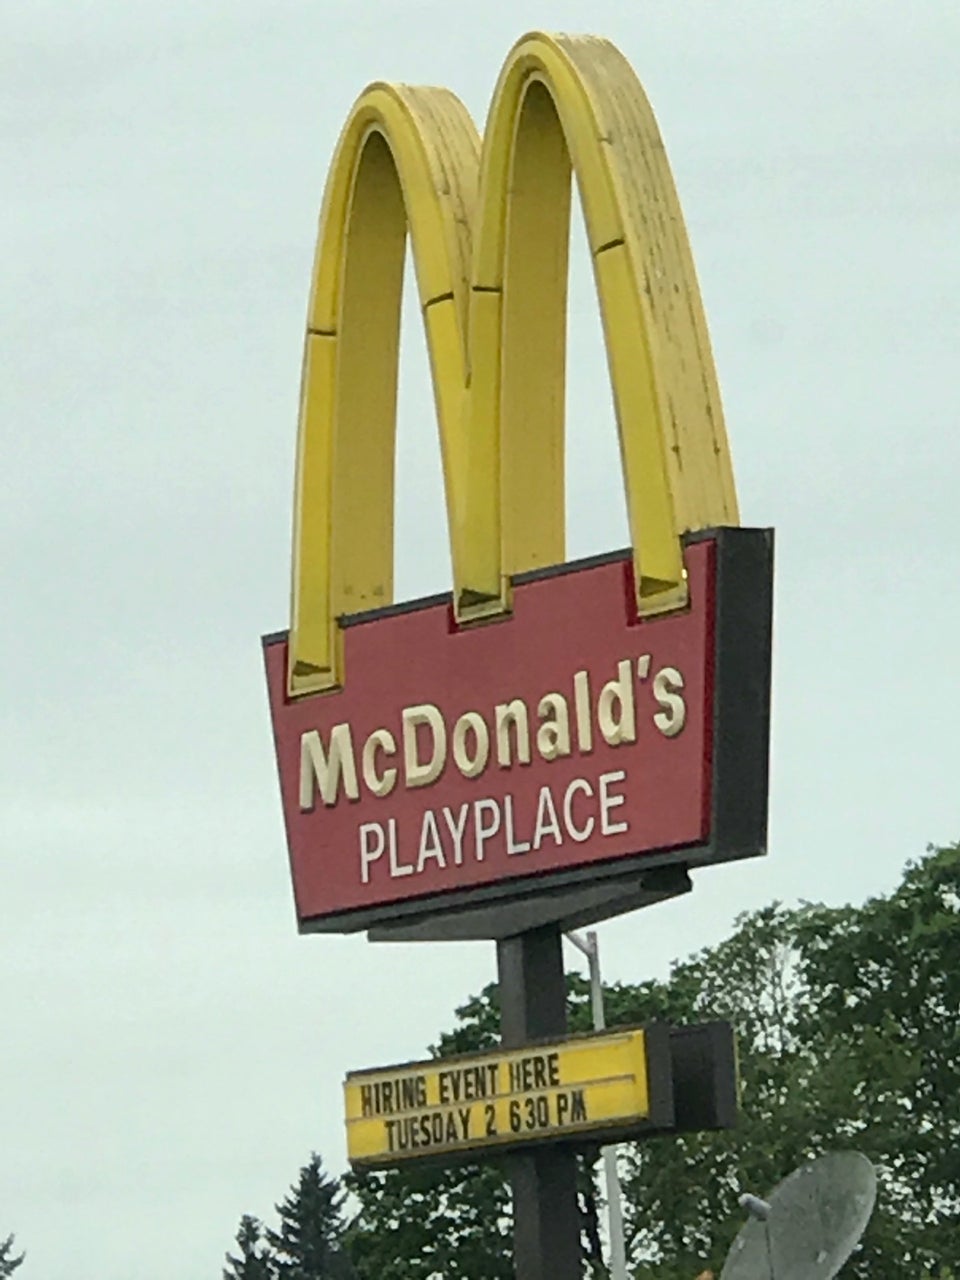 McDonald's
PLAYPLACE
HIRING EVENT HERE
TUESDAY 2 630 PM